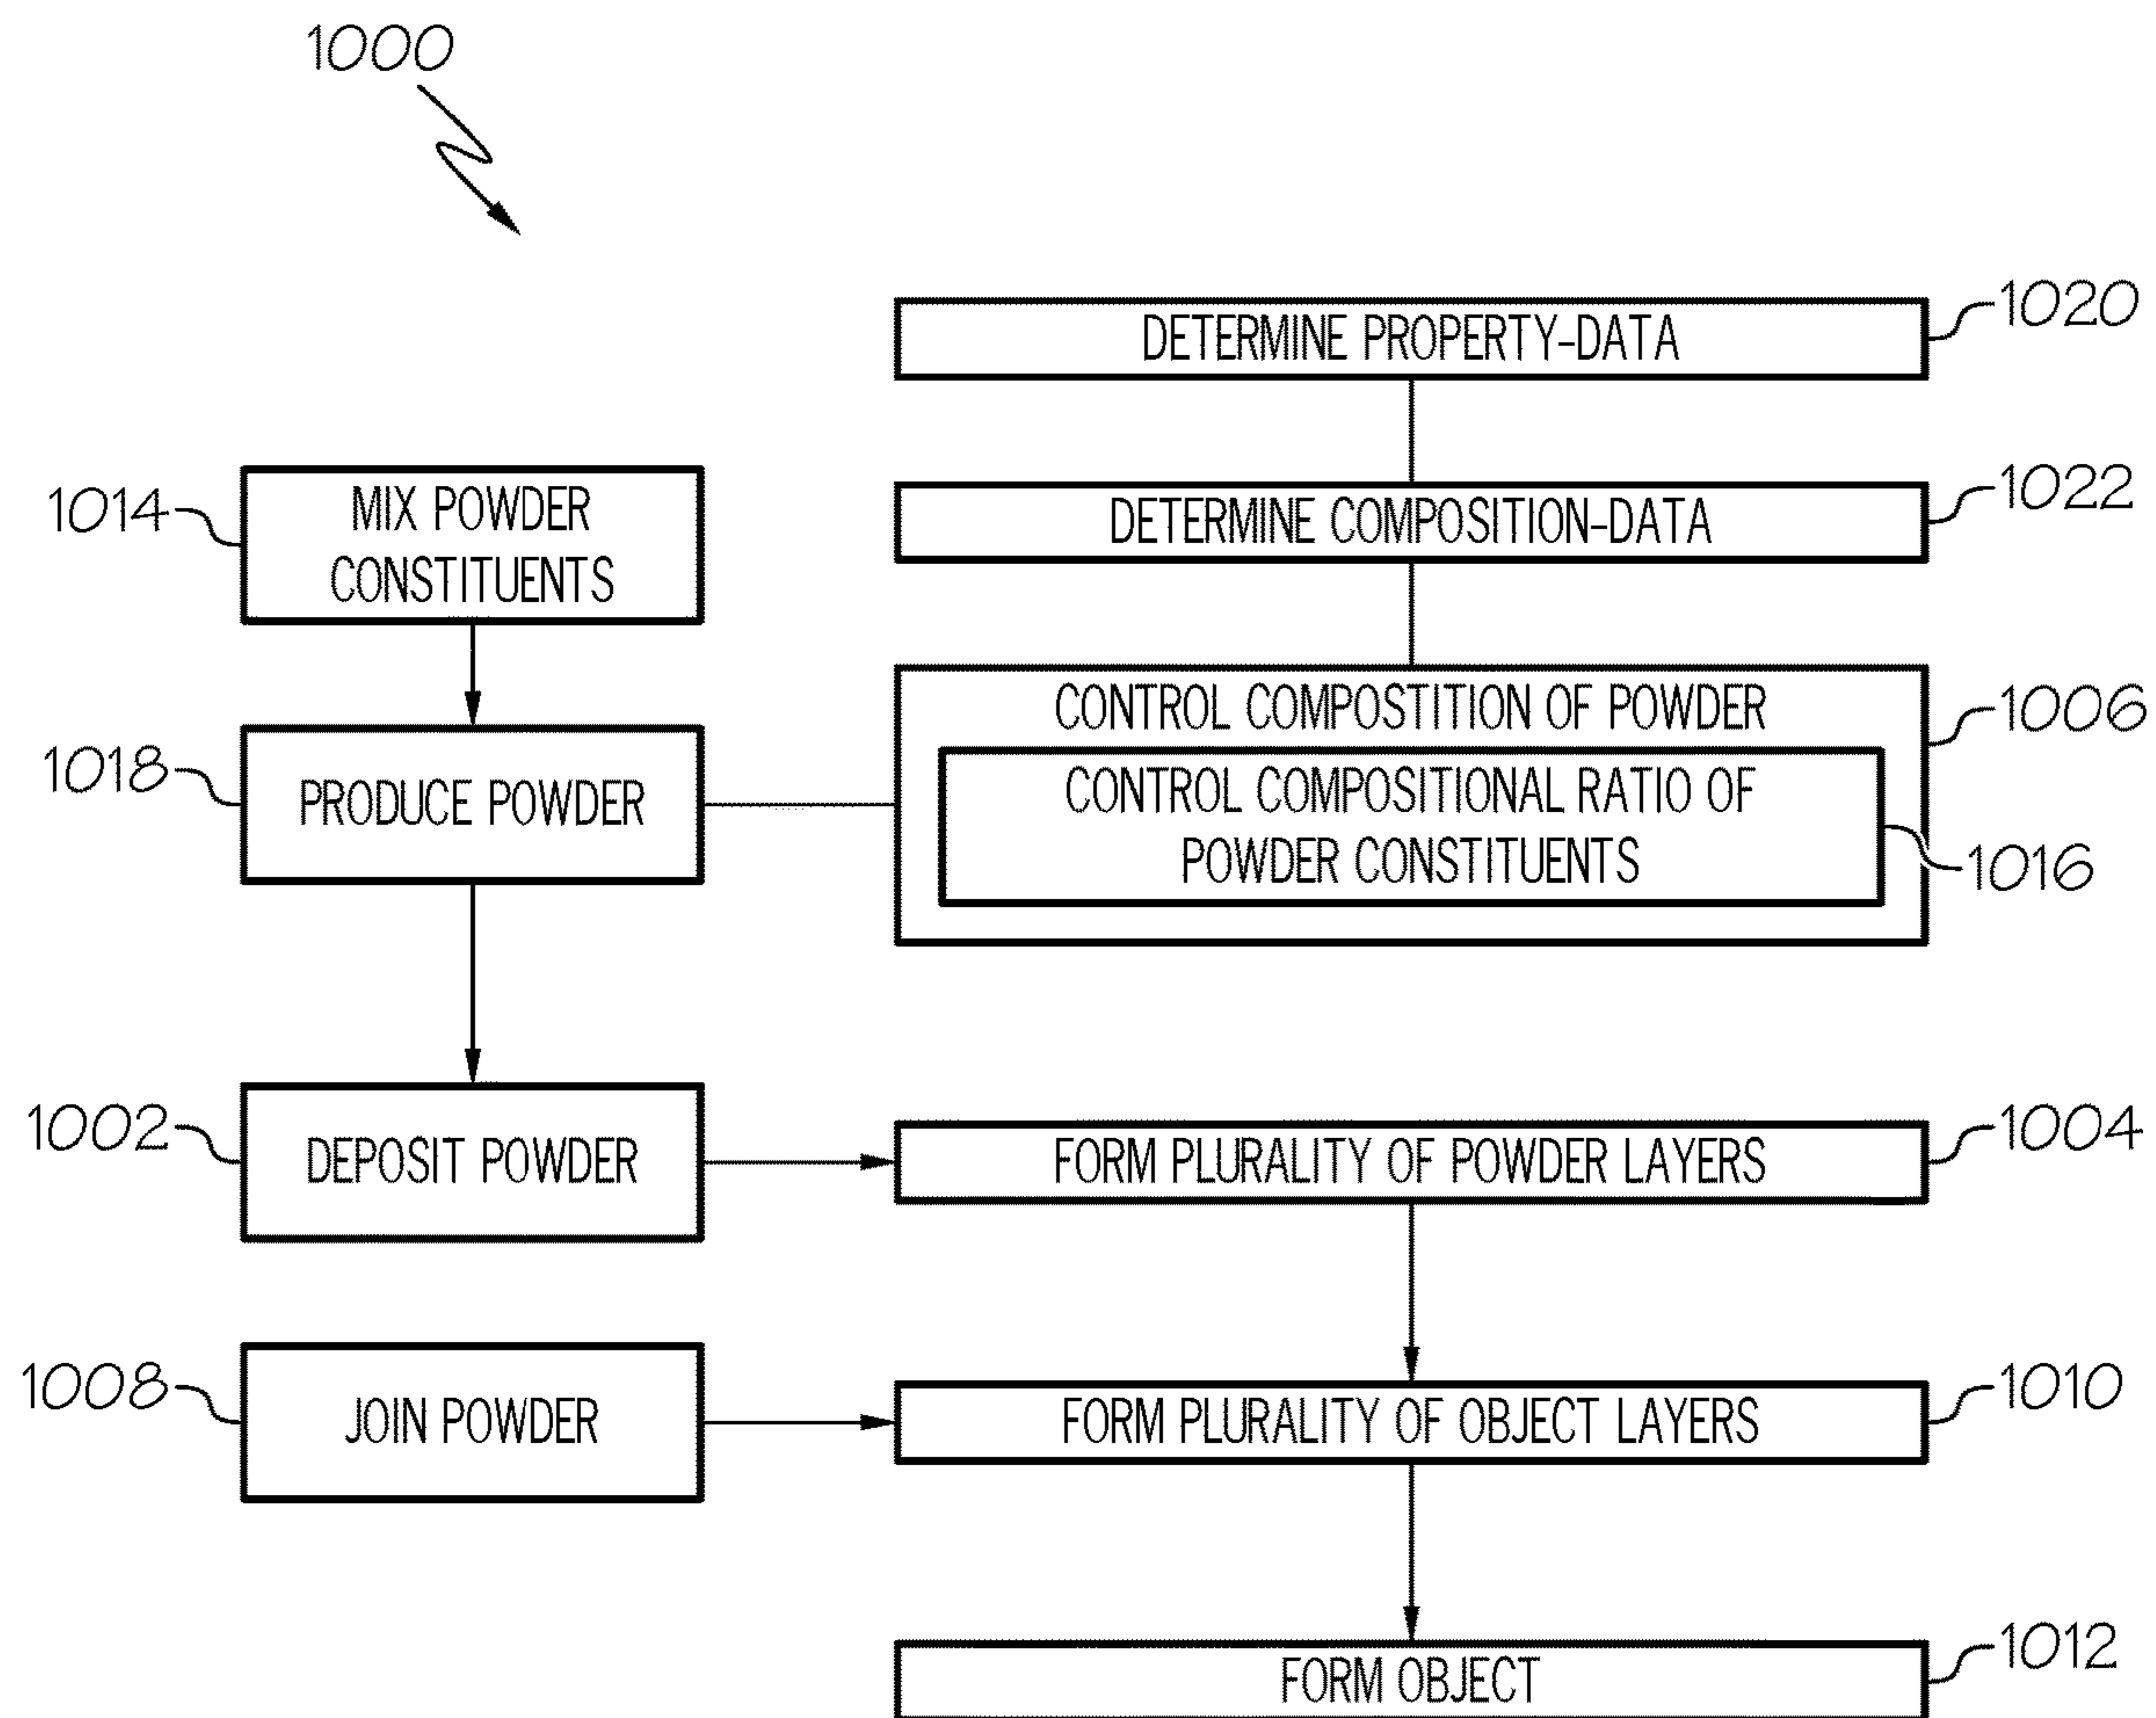 1000
DETERMINE PROPERTY-DATA
1020
1014
MIX POWDER
CONSTITUENTS
DETERMINE COMPOSITION-DATA
1022
CONTROL COMPOSTITION OF POWDER
1006
1018
PRODUCE POWDER
CONTROL COMPOSITIONAL RATIO OF
POWDER CONSTITUENTS
1016
1002
DEPOSIT POWDER
FORM PLURALITY OF POWDER LAYERS
1004
1008
JOIN POWDER
FORM PLURALITY OF OBJECT LAYERS
1010
FORM OBJECT
1012